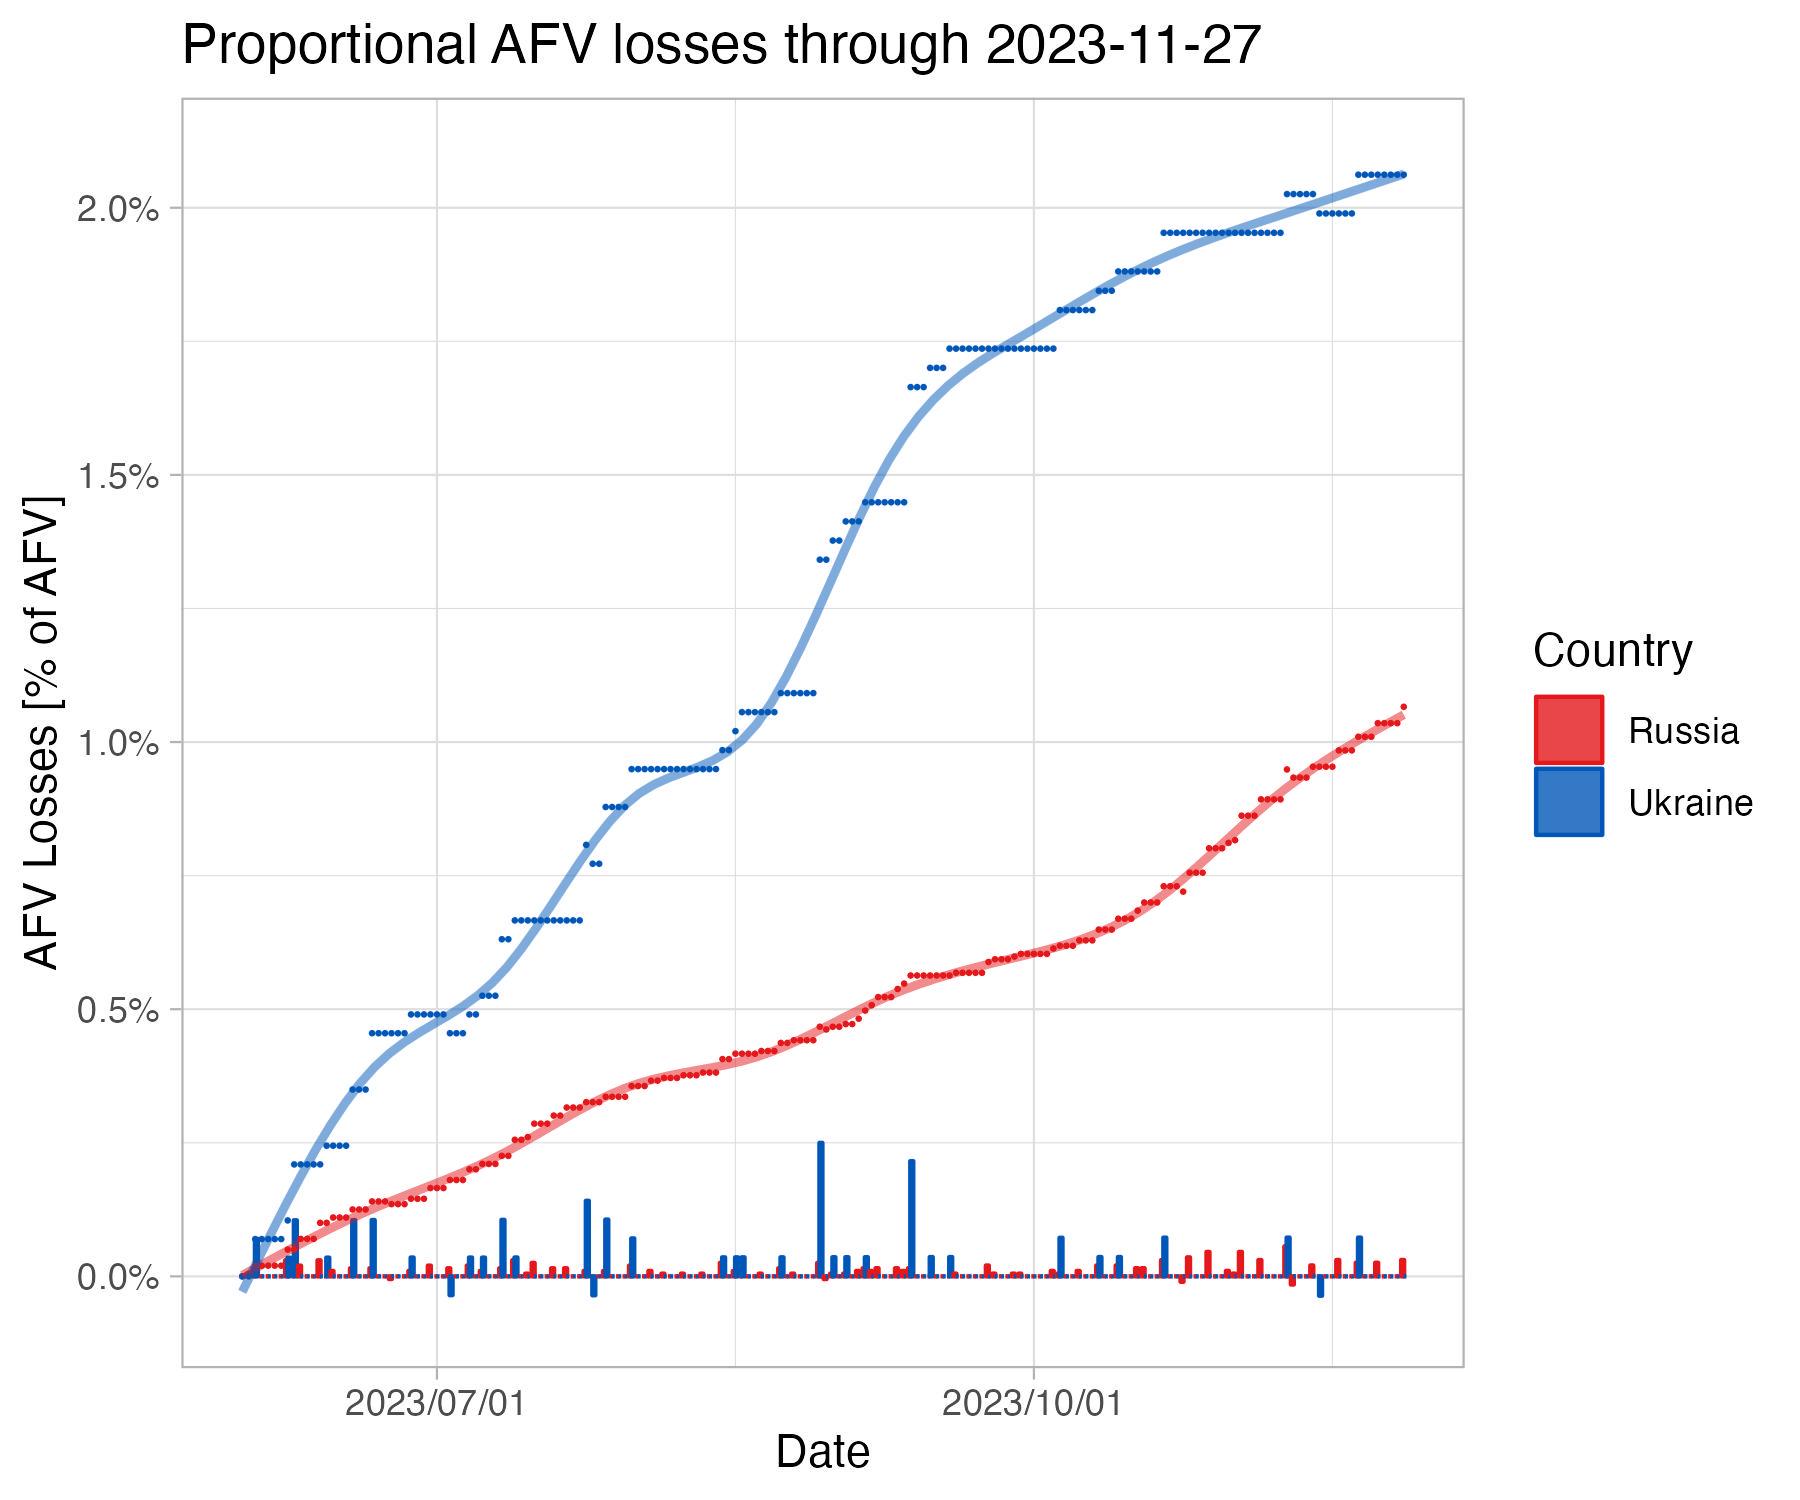 Proportional AFV losses through 2023-11-27
AFV Losses [% of AFV]
2.0%
1.5%
1.0%
0.5%
0.0%
2023/07/01
2023/10/01
Date
Country
Russia
Ukraine